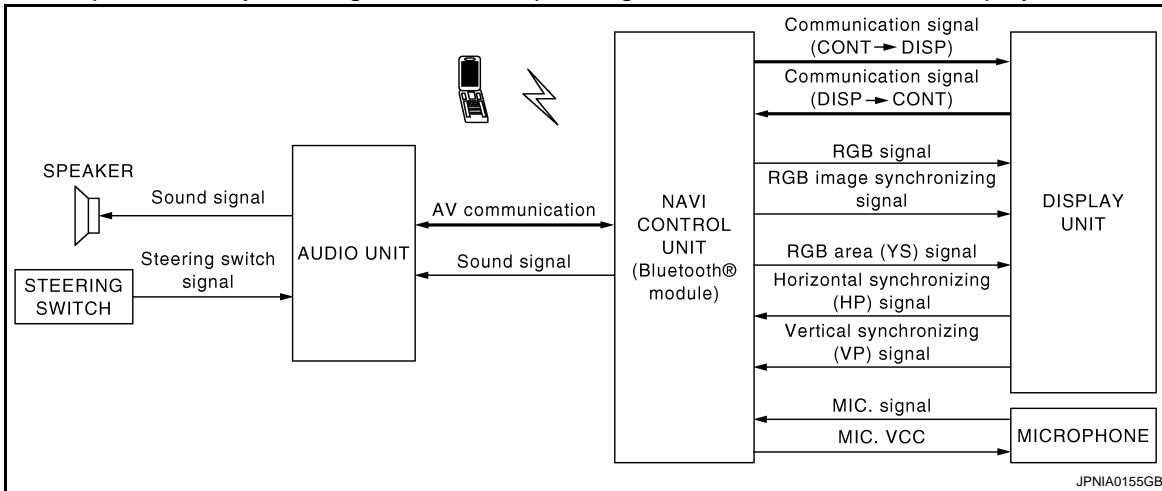 SPEAKER
Sound signal
STEERING
SWITCH
Steering switch
signal
AUDIO UNIT
AV communication
Sound signal
NAVI
CONTROL
UNIT
(Bluetooth®
module)
Communication signal
(CONT → DISP)
Communication signal
(DISP → CONT)
RGB signal
RGB image synchronizing
signal
RGB area (YS) signal
Horizontal synchronizing
(HP) signal
Vertical synchronizing
(VP) signal
MIC. signal
MIC. VCC
DISPLAY
UNIT
MICROPHONE
JPNIA0155GB